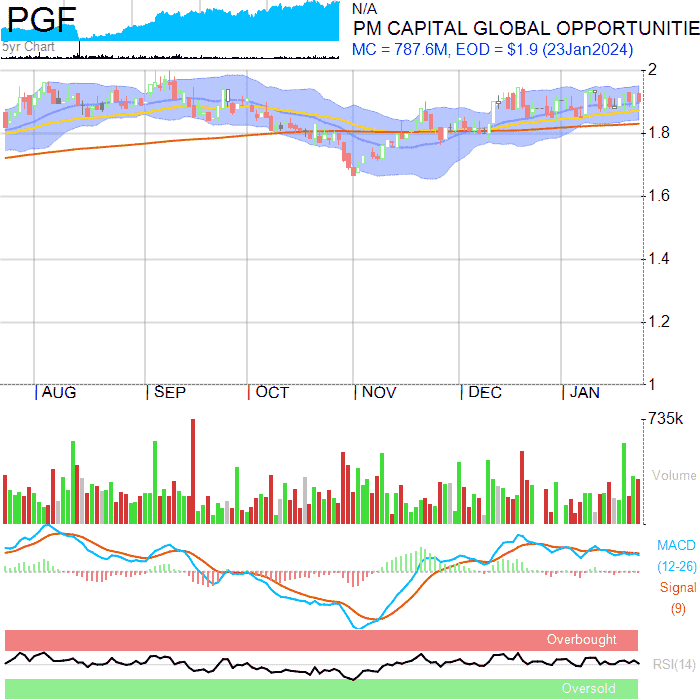 PGF
5yr Chart
N/A
PM CAPITAL GLOBAL OPPORTUNITIE
MC = 787.6M, EOD = $1.9 (23Jan2024)
2
1.8
1.6
1.4
1.2
1
AUG SEP OCT NOV DEC JAN
735k
Volume
MACD
(12-26)
Signal
(9)
Overbought
RSI(14)
Oversold